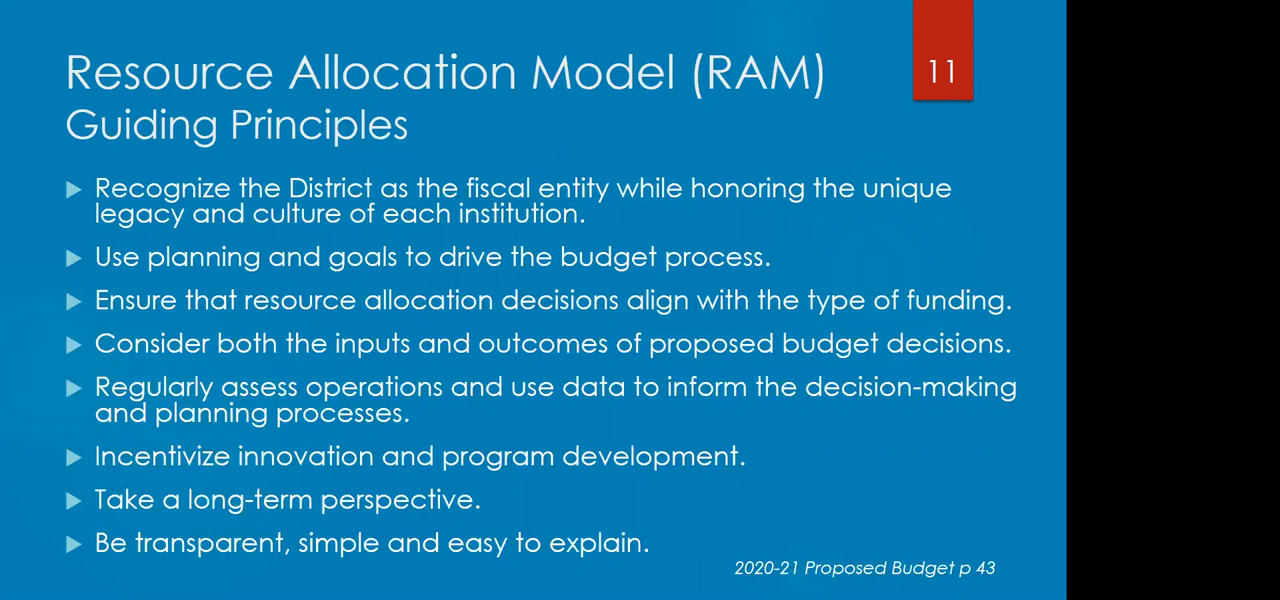 Resource Allocation Model (RAM)
11
Guiding Principles
Recognize the District as the fiscal entity while honoring the unique
legacy and culture of each institution.
Use planning and goals to drive the budget process.
Ensure that resource allocation decisions align with the type of funding.
Consider both the inputs and outcomes of proposed budget decisions.
Regularly assess operations and use data to inform the decision-making
and planning processes.
Incentivize innovation and program development.
Take a long-term perspective.
Be transparent, simple and easy to explain.
2020-21 Proposed Budget p 43